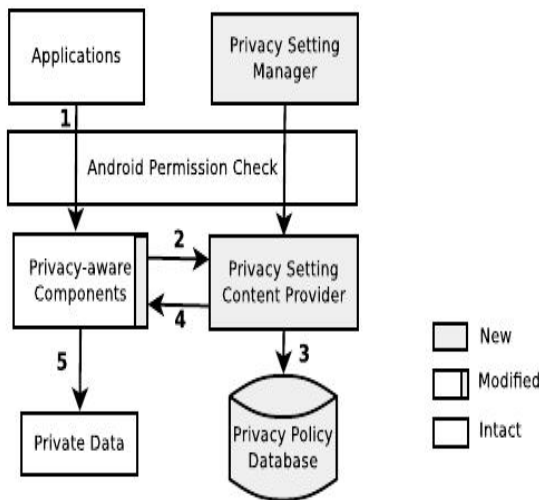 Applications
Privacy Setting
Manager
1
Android Permission Check
Privacy-aware
Components
2
Privacy Setting
Content Provider
4
5
3
Private Data
Privacy Policy
Database
New
Modified
Intact